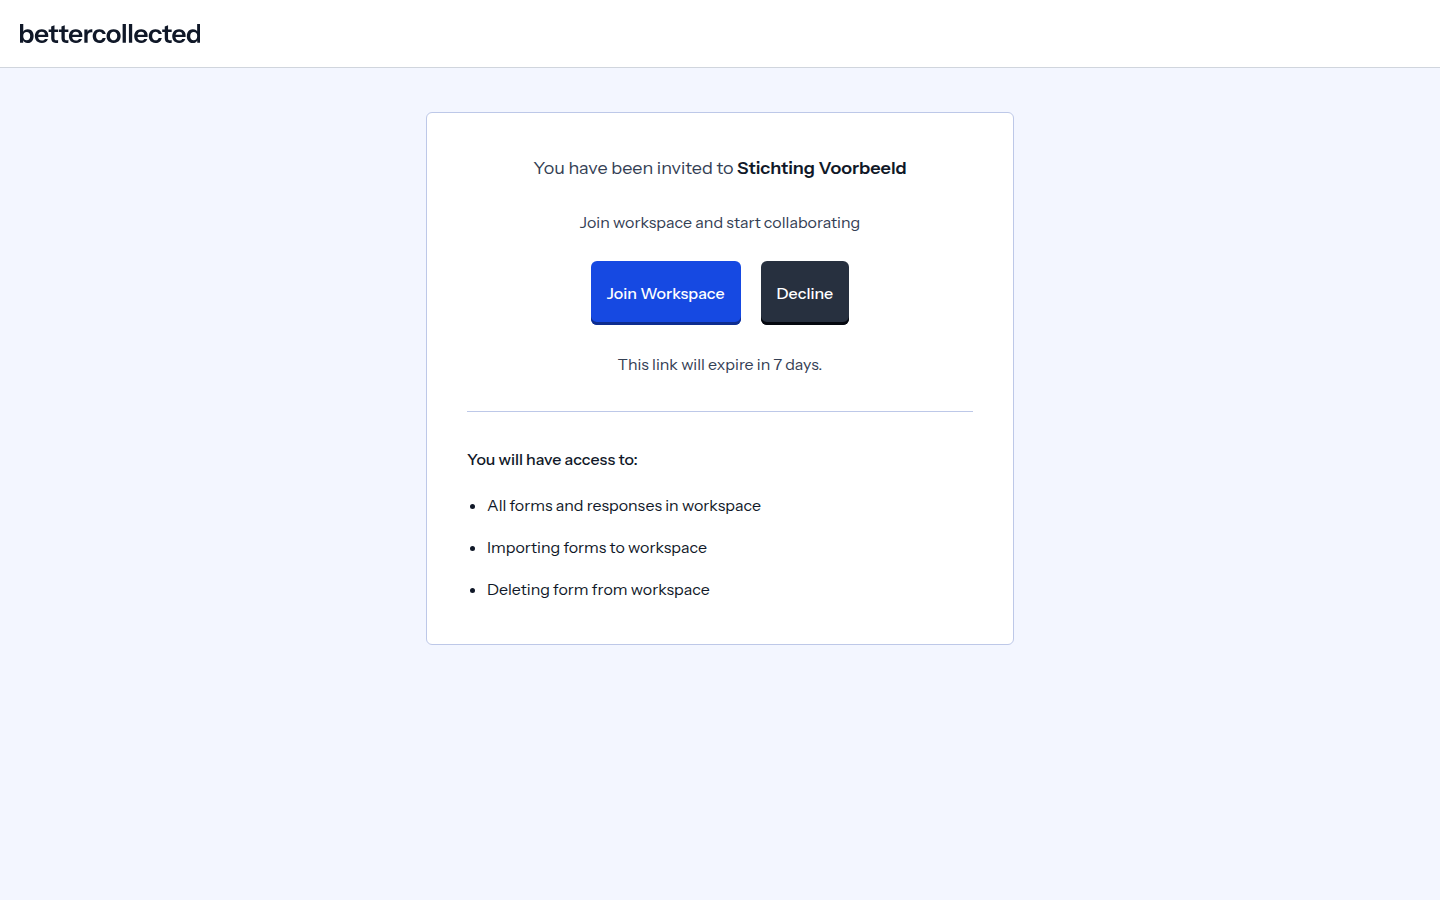 bettercollected
You have been invited to Stichting Voorbeeld
Join workspace and start collaborating
Join Workspace
Decline
This link will expire in 7 days.
You will have access to:
All forms and responses in workspace
Importing forms to workspace
Deleting form from workspace